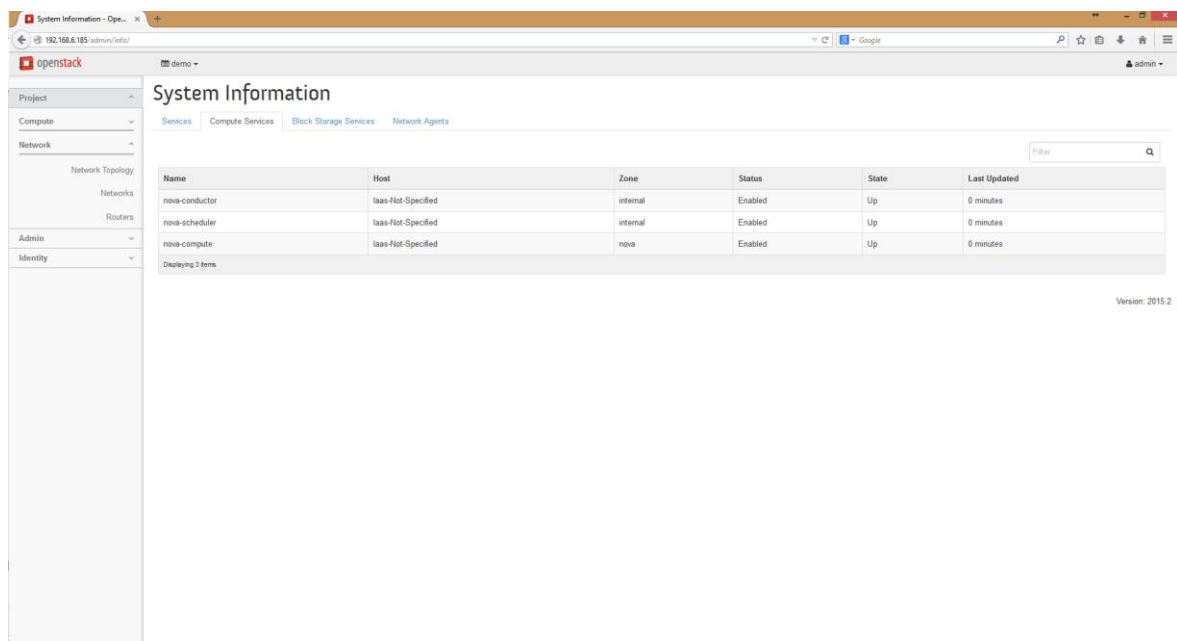 System Information - Ope...
192.168.6.185/admin/info/
Google
openstack
demo
admin
Project
Compute
Network
Network Topology
Networks
Routers
Admin
Identity
System Information
Services Compute Services Block Storage Services Network Agents
Filter
Name Host Zone Status State Last Updated
nova-conductor Iaas-Not-Specified internal Enabled Up 0 minutes
nova-scheduler Iaas-Not-Specified internal Enabled Up 0 minutes
nova-compute Iaas-Not-Specified nova Enabled Up 0 minutes
Displaying 3 items
Version: 2015.2